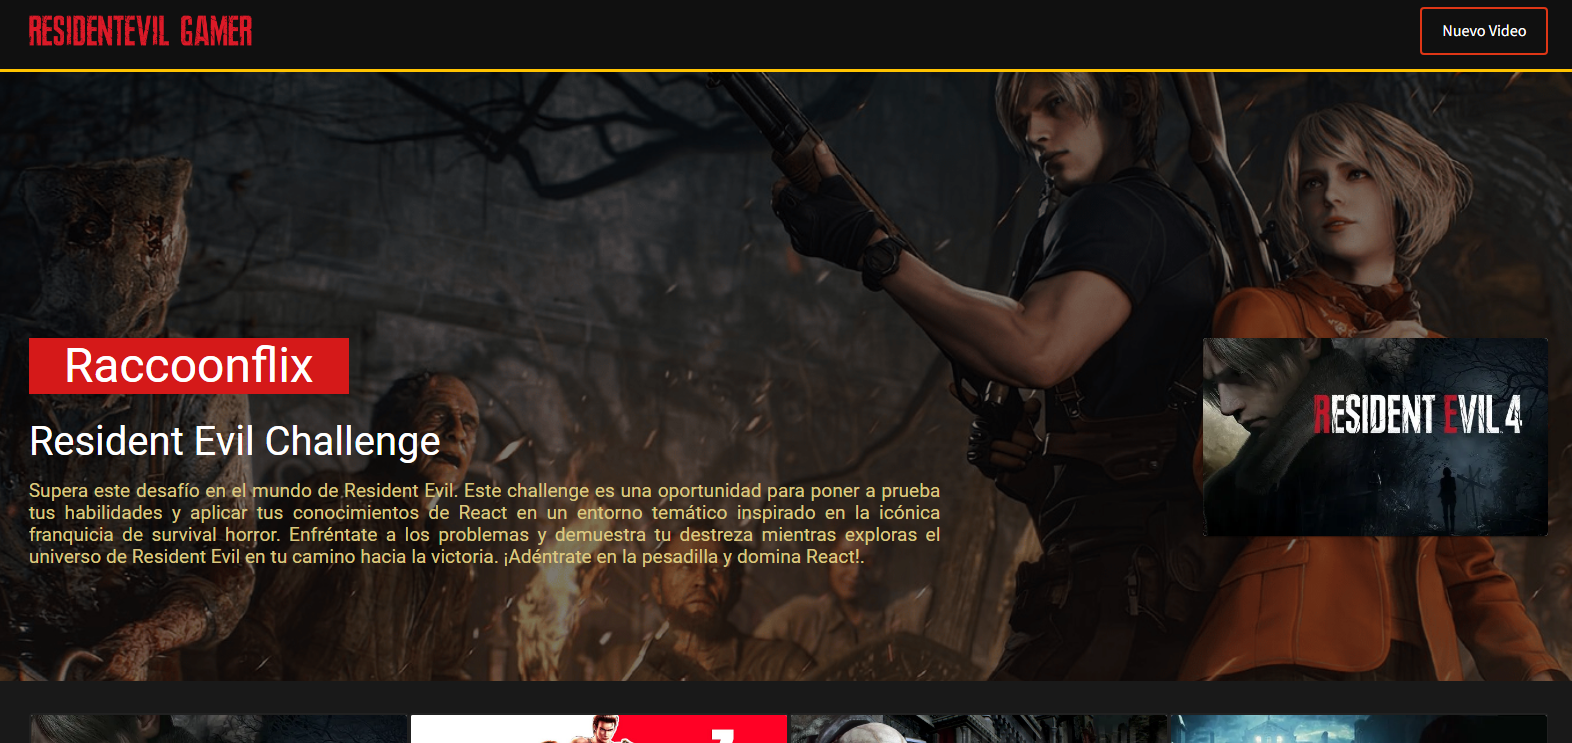 RESIDENTEVIL GAMER
Nuevo Video
Raccoonflix
Resident Evil Challenge
Supera este desafío en el mundo de Resident Evil. Este challenge es una oportunidad para poner a prueba
tus habilidades y aplicar tus conocimientos de React en un entorno temático inspirado en la icónica
franquicia de survival horror. Enfréntate a los problemas y demuestra tu destreza mientras exploras el
universo de Resident Evil en tu camino hacia la victoria. ¡Adéntrate en la pesadilla y domina React!.
RESIDENT EVIL 4